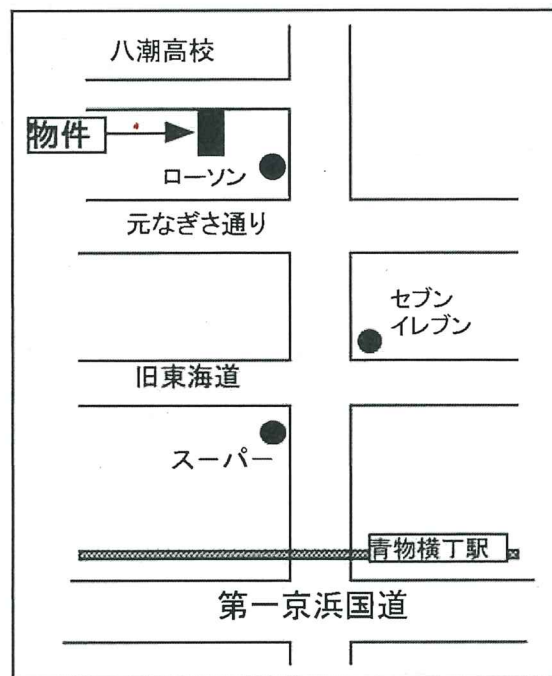 八潮高校
物件
ローソン
元なぎさ通り
セブン
イレブン
旧東海道
スーパー
青物横丁駅
第一京浜国道